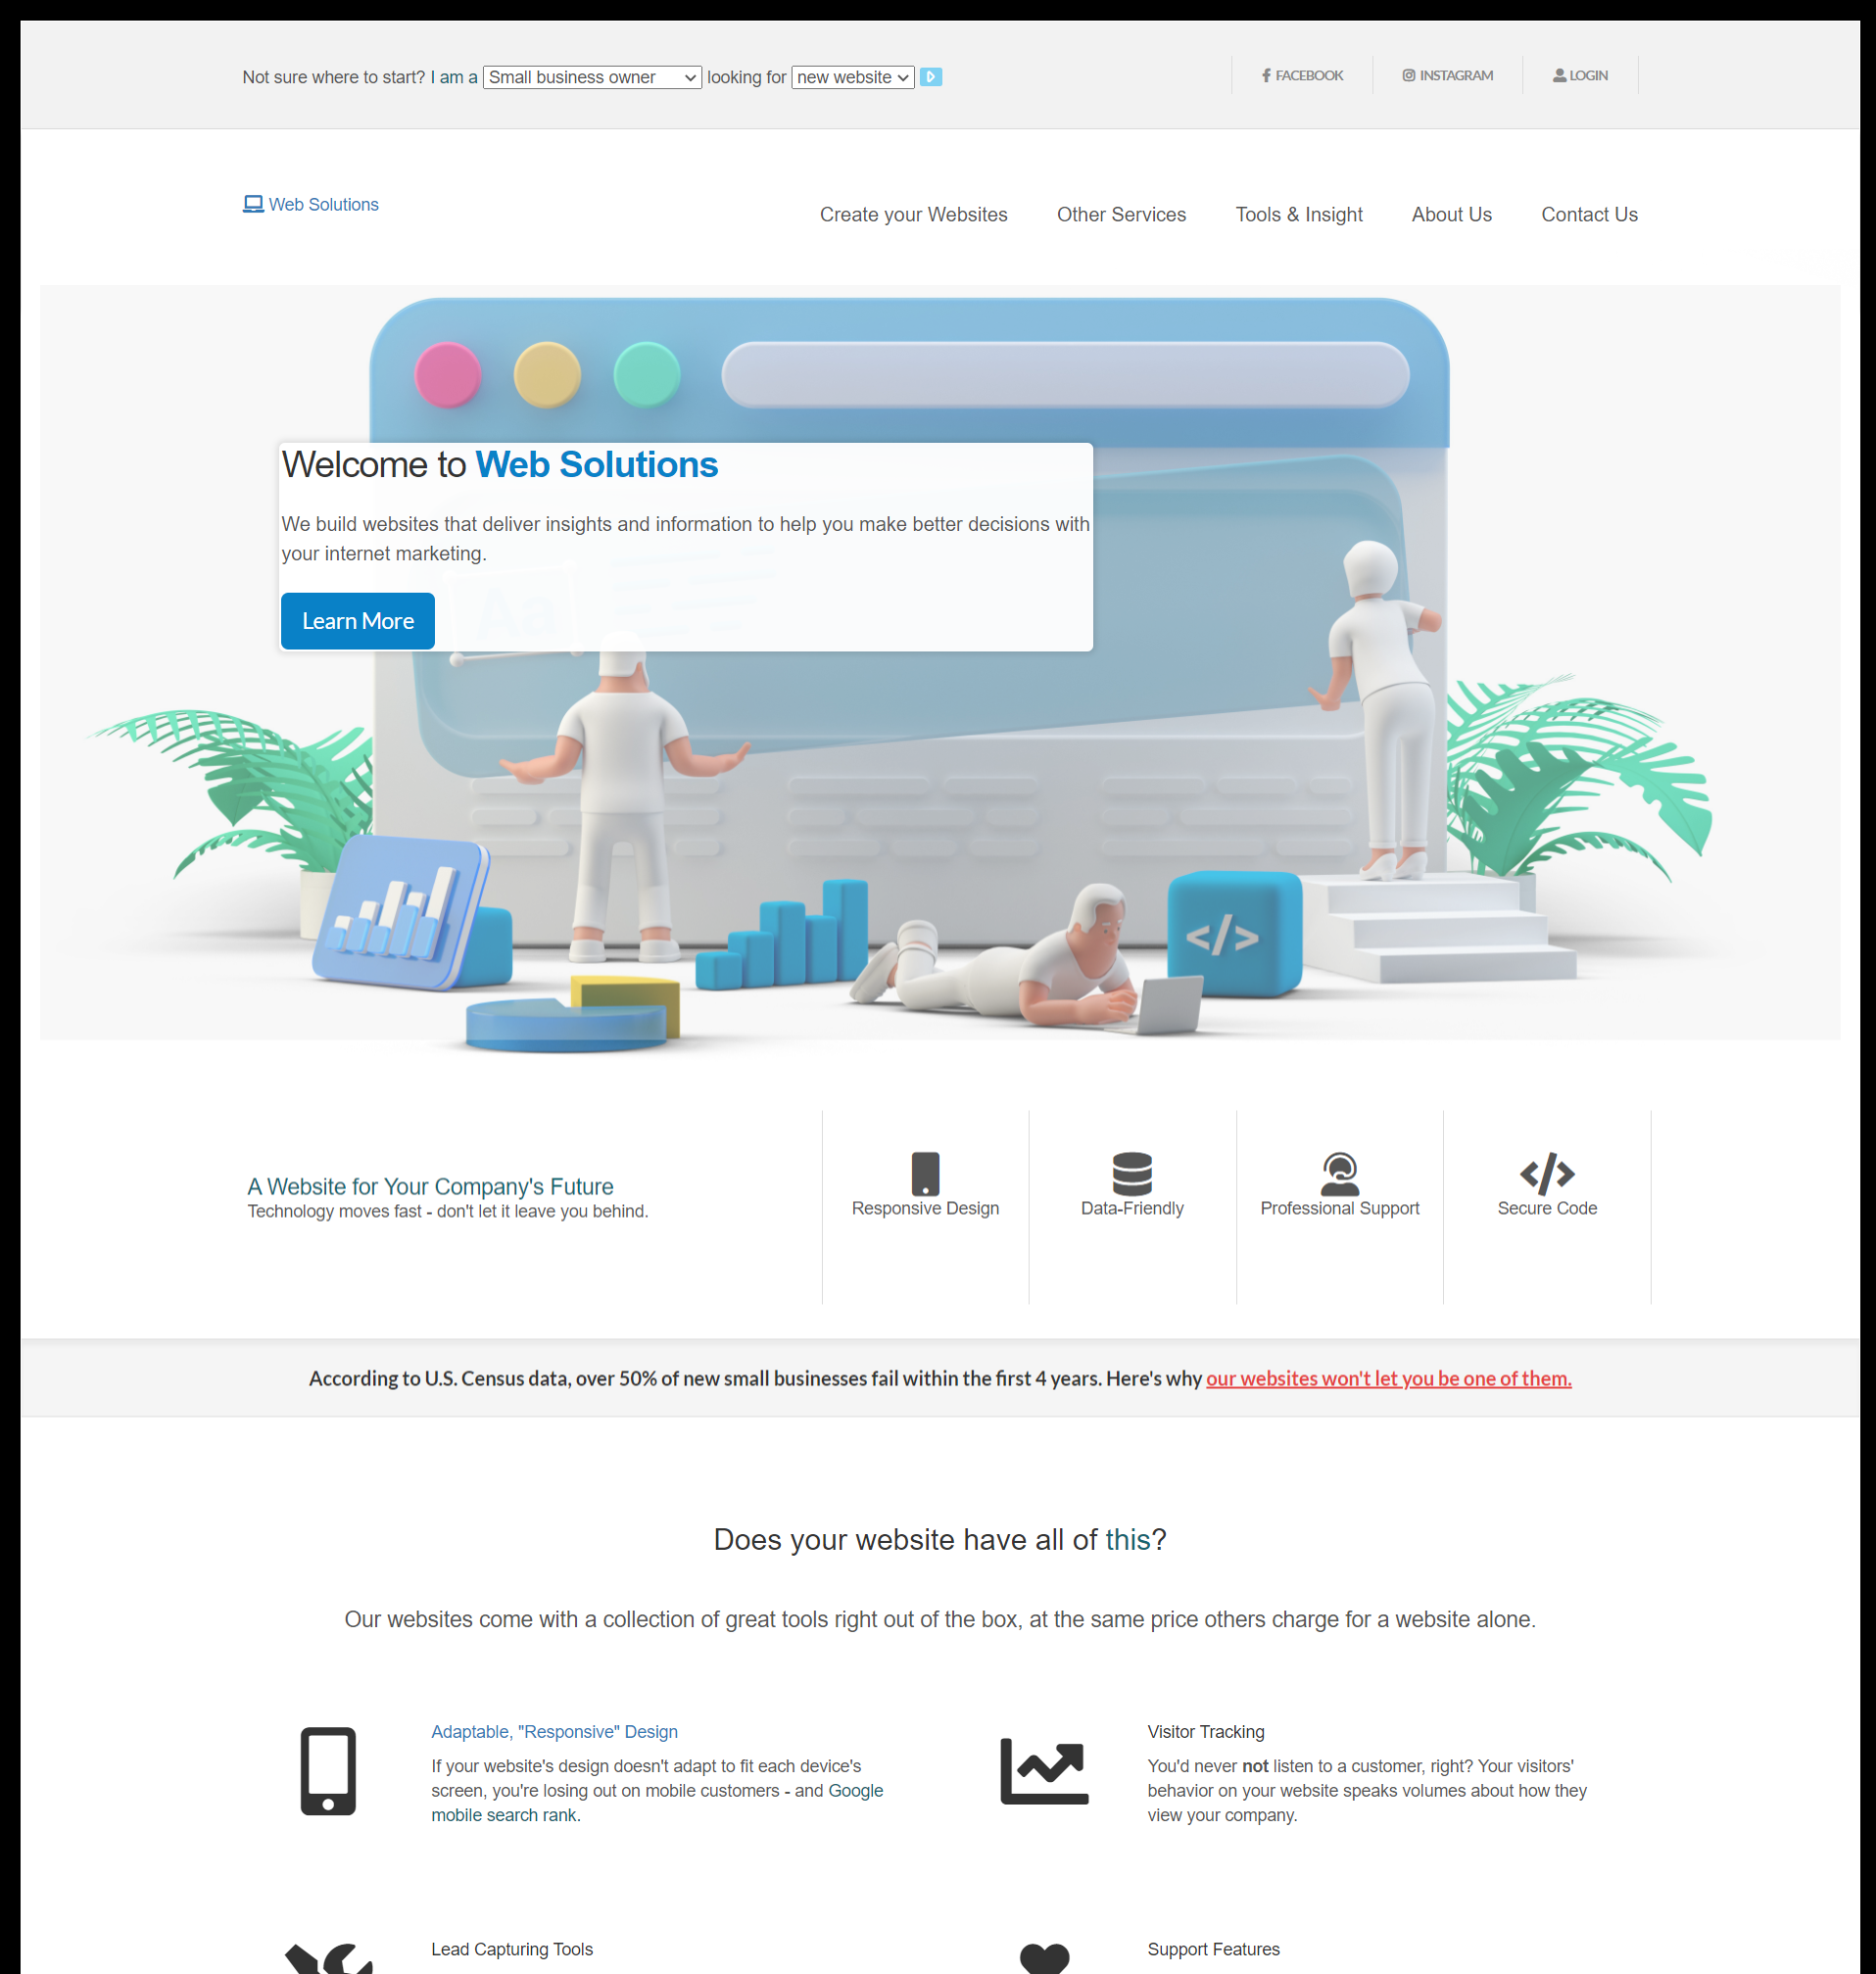 Not sure where to start? I am a Small business owner looking for new website
FACEBOOK
INSTAGRAM
LOGIN
Web Solutions
Create your Websites
Other Services
Tools & Insight
About Us
Contact Us
Welcome to Web Solutions
We build websites that deliver insights and information to help you make better decisions with
your internet marketing.
Aa
Learn More
</>
A Website for Your Company's Future
Technology moves fast - don't let it leave you behind.
Responsive Design
Data-Friendly
Professional Support
Secure Code
According to U.S. Census data, over 50% of new small businesses fail within the first 4 years. Here's why our websites won't let you be one of them.
Does your website have all of this?
Our websites come with a collection of great tools right out of the box, at the same price others charge for a website alone.
Adaptable, "Responsive" Design
If your website's design doesn't adapt to fit each device's
screen, you're losing out on mobile customers - and Google
mobile search rank.
Visitor Tracking
You'd never not listen to a customer, right? Your visitors'
behavior on your website speaks volumes about how they
view your company.
Lead Capturing Tools
Support Features